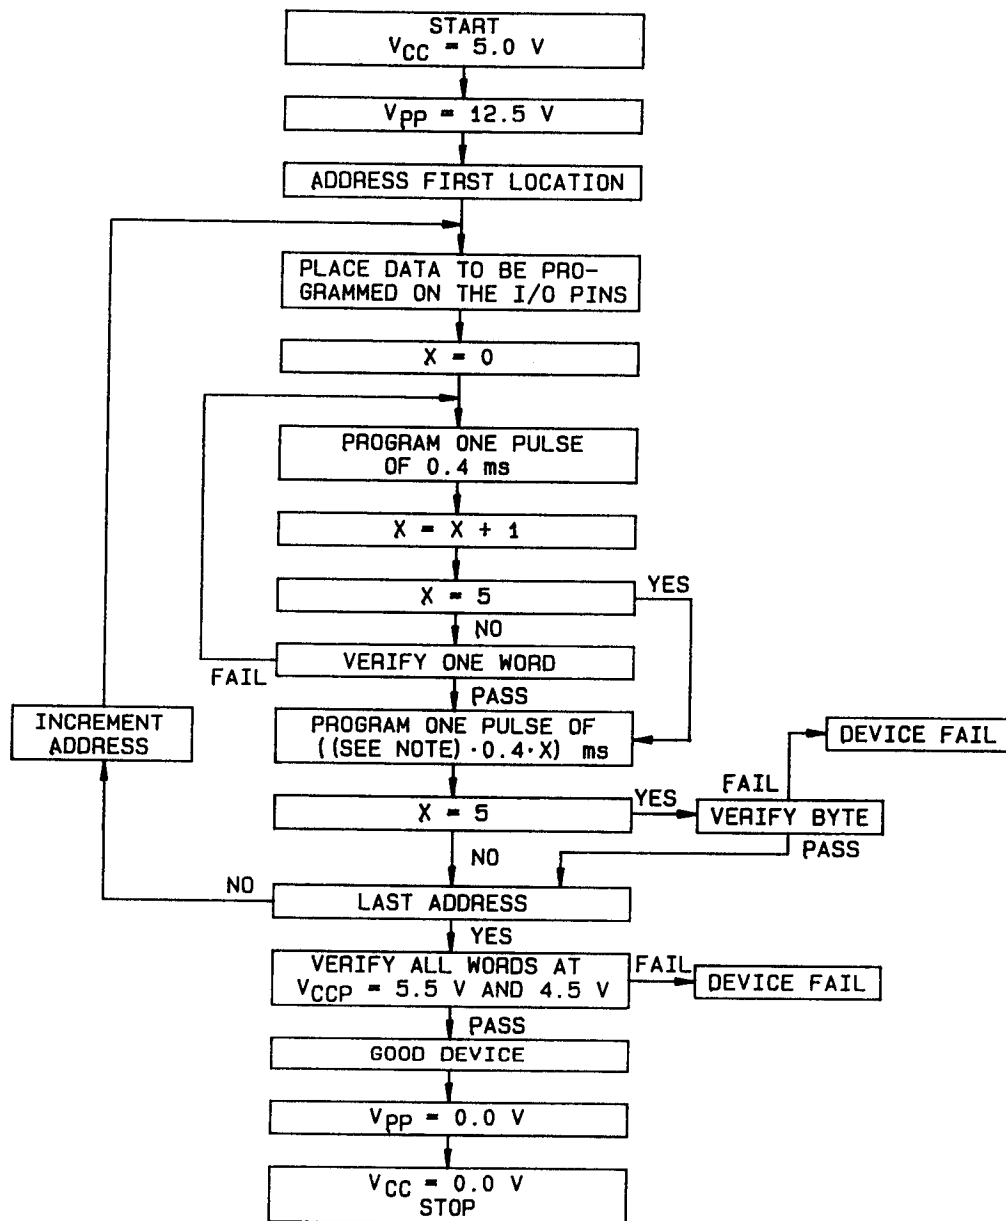 START
VCC = 5.0 V
VPP = 12.5 V
ADDRESS FIRST LOCATION
PLACE DATA TO BE PRO-
GRAMMED ON THE I/O PINS
X = 0
PROGRAM ONE PULSE
OF 0.4 ms
X = X + 1
X = 5
YES
NO
VERIFY ONE WORD
FAIL
PASS
INCREMENT
ADDRESS
PROGRAM ONE PULSE OF
((SEE NOTE)·0.4·X) ms
DEVICE FAIL
FAIL
X = 5
YES
VERIFY BYTE
PASS
NO
NO
LAST ADDRESS
YES
VERIFY ALL WORDS AT
VCCP = 5.5 V AND 4.5 V
FAIL
DEVICE FAIL
PASS
GOOD DEVICE
VPP = 0.0 V
VCC = 0.0 V
STOP